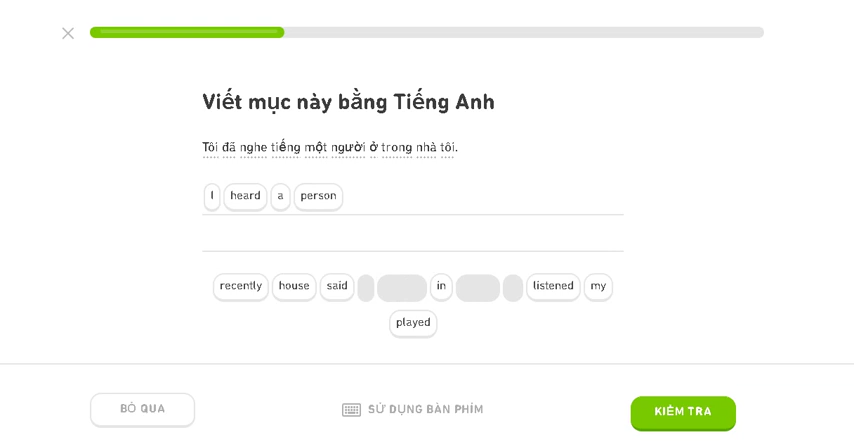 Viết mục này bằng Tiếng Anh
Tôi đã nghe tiếng một người ở trong nhà tôi.
I heard a person
recently house said in listened my
played
BỎ QUA SỬ DỤNG BÀN PHÍM KIỂM TRA